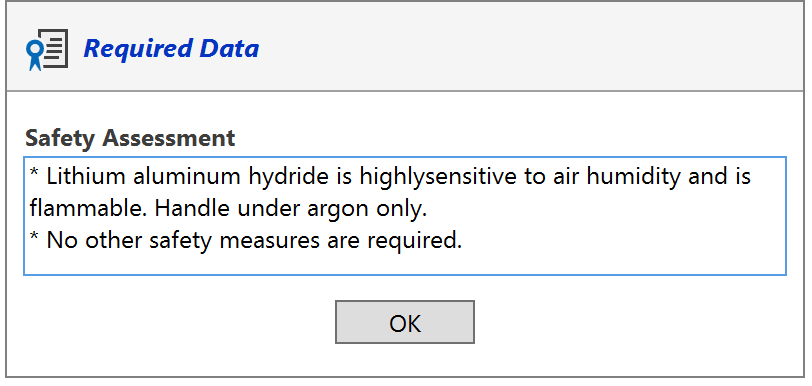 Required Data
Safety Assessment
* Lithium aluminum hydride is highlysensitive to air humidity and is
flammable. Handle under argon only.
* No other safety measures are required.
OK